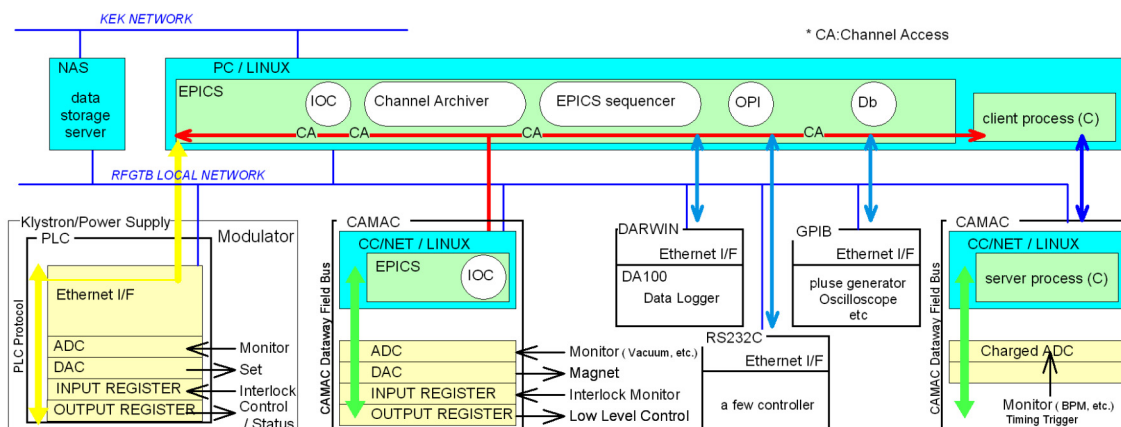 KEK NETWORK
* CA:Channel Access
NAS
data
storage
server
PC / LINUX
EPICS
IOC
Channel Archiver
EPICS sequencer
OPI
Db
CA
CA
CA
CA
client process (C)
RFGTB LOCAL NETWORK
Klystron/Power Supply
PLC
Modulator
PLC Protocol
Ethernet I/F
ADC
DAC
INPUT REGISTER
OUTPUT REGISTER
Monitor
Set
Interlock
Control
/ Status
CAMAC
CC/NET / LINUX
EPICS
IOC
CAMAC Dataway Field Bus
ADC
DAC
INPUT REGISTER
OUTPUT REGISTER
Monitor ( Vacuum, etc.)
Magnet
Interlock Monitor
Low Level Control
DARWIN
Ethernet I/F
DA100
Data Logger
RS232C
Ethernet I/F
a few controller
GPIB
Ethernet I/F
pluse generator
Oscilloscope
etc
CAMAC
CC/NET / LINUX
server process (C)
CAMAC Dataway Field Bus
Charged ADC
Monitor ( BPM, etc.)
Timing Trigger